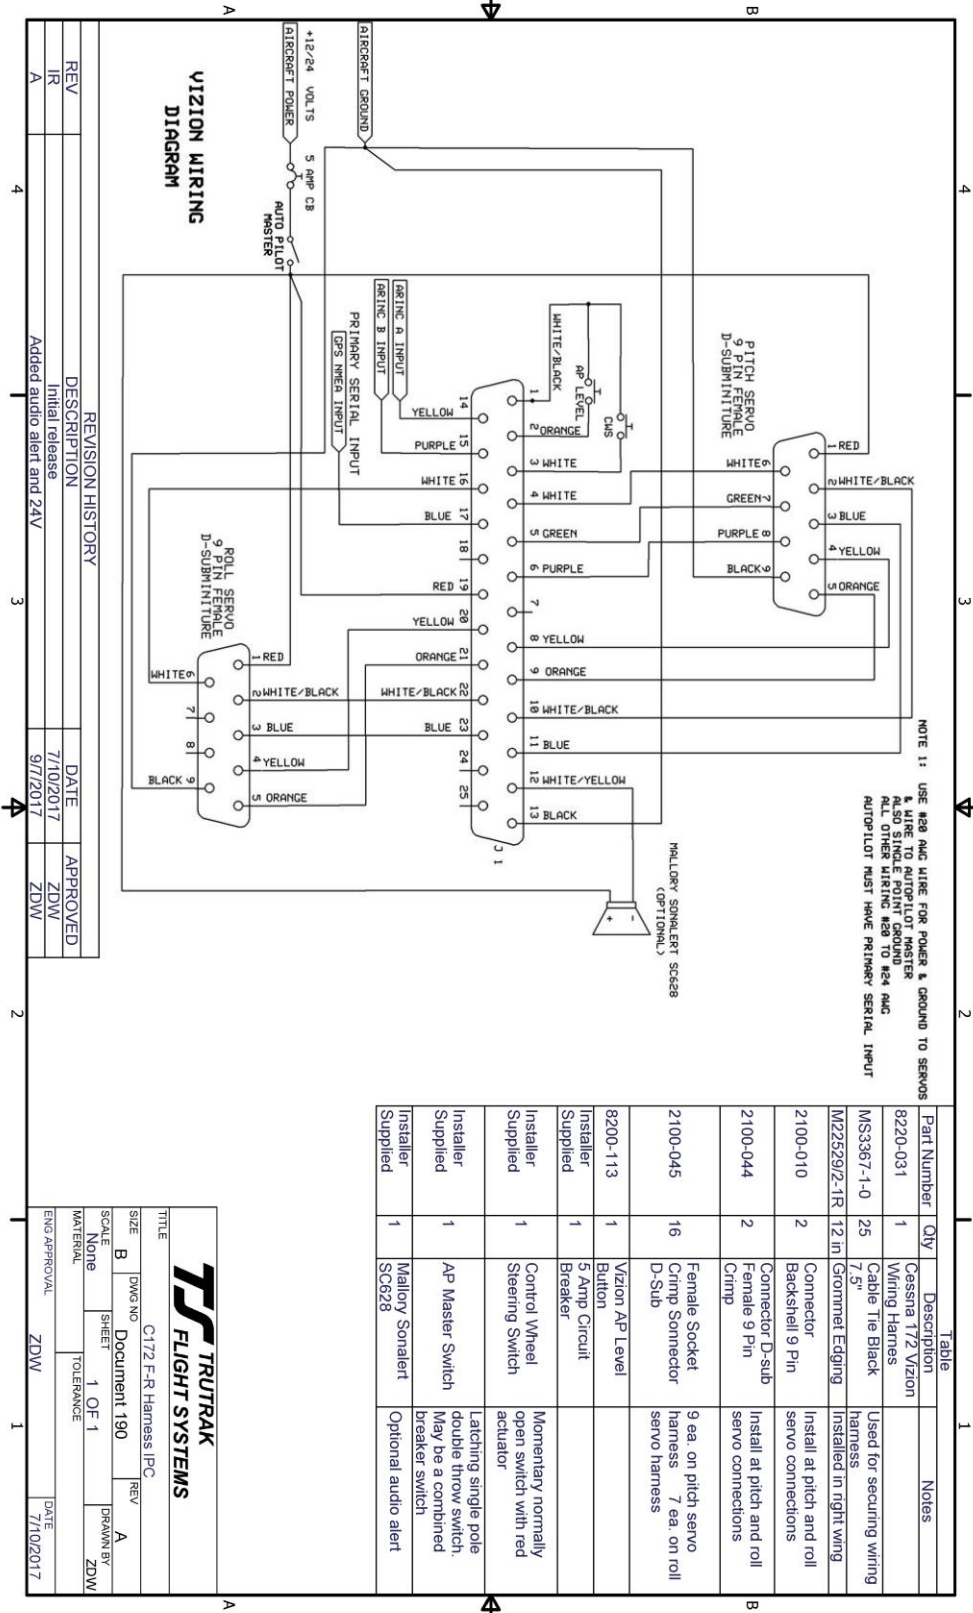 VIZION WIRING
DIAGRAM
AIRCRAFT GROUND
+12/24 VOLTS
AIRCRAFT POWER
5 AMP CB
AUTO PILOT
MASTER
PITCH SERVO
9 PIN FEMALE
D-SUBMINITURE
1 RED
2 WHITE/BLACK
3 BLUE
4 YELLOW
5 ORANGE
WHITE 6
GREEN 7
PURPLE 8
BLACK 9
NOTE 1: USE #20 AWG WIRE FOR POWER & GROUND TO SERVOS
& WIRE TO AUTOPILOT MASTER
ALSO SINGLE POINT GROUND
ALL OTHER WIRING #20 TO #24 AWG
AUTOPILOT MUST HAVE PRIMARY SERIAL INPUT
CWS
AP LEVEL
WHITE/BLACK
1
2 ORANGE
3 WHITE
4 WHITE
5 GREEN
6 PURPLE
7
8 YELLOW
9 ORANGE
10 WHITE/BLACK
11 BLUE
12 WHITE/YELLOW
13 BLACK
J 1
14 YELLOW
15 PURPLE
WHITE 16
BLUE 17
18
RED 19
YELLOW 20
ORANGE 21
WHITE/BLACK 22
BLUE 23
24
25
ARINC A INPUT
ARINC B INPUT
PRIMARY SERIAL INPUT
GPS NMEA INPUT
MALLORY SONALERT SC628
(OPTIONAL)
-
+
ROLL SERVO
9 PIN FEMALE
D-SUBMINITURE
1 RED
2 WHITE/BLACK
3 BLUE
4 YELLOW
5 ORANGE
WHITE 6
7
8
BLACK 9
Table
Part Number Qty Description Notes
8220-031 1 Cessna 172 Vizion
Wiring Harnes
MS3367-1-0 25 Cable Tie Black
7.5" Used for securing wiring
harness
M22529/2-1R 12 in Grommet Edging Installed in right wing
2100-010 2 Connector
Backshell 9 Pin Install at pitch and roll
servo connections
2100-044 2 Connector D-sub
Female 9 Pin
Crimp Install at pitch and roll
servo connections
2100-045 16 Female Socket
Crimp Sonnector
D-Sub 9 ea. on pitch servo
harness 7 ea. on roll
servo harness
8200-113 1 Vizion AP Level
Button
Installer
Supplied 1 5 Amp Circuit
Breaker
Installer
Supplied 1 Control Wheel
Steering Switch Momentary normally
open switch with red
actuator
Installer
Supplied 1 AP Master Switch Latching single pole
double throw switch.
May be a combined
breaker switch
Installer
Supplied 1 Mallory Sonalert
SC628 Optional audio alert
REVISION HISTORY
REV DESCRIPTION DATE APPROVED
IR Initial release 7/10/2017 ZDW
A Added audio alert and 24V 9/7/2017 ZDW
TRUTRAK
FLIGHT SYSTEMS
TITLE
C172 F-R Harness IPC
SIZE B DWG NO Document 190 REV A
SCALE None SHEET 1 OF 1 DRAWN BY ZDW
MATERIAL TOLERANCE
ENG APPROVAL ZDW DATE 7/10/2017
4 3 2 1
4 3 2 1
B A
B A